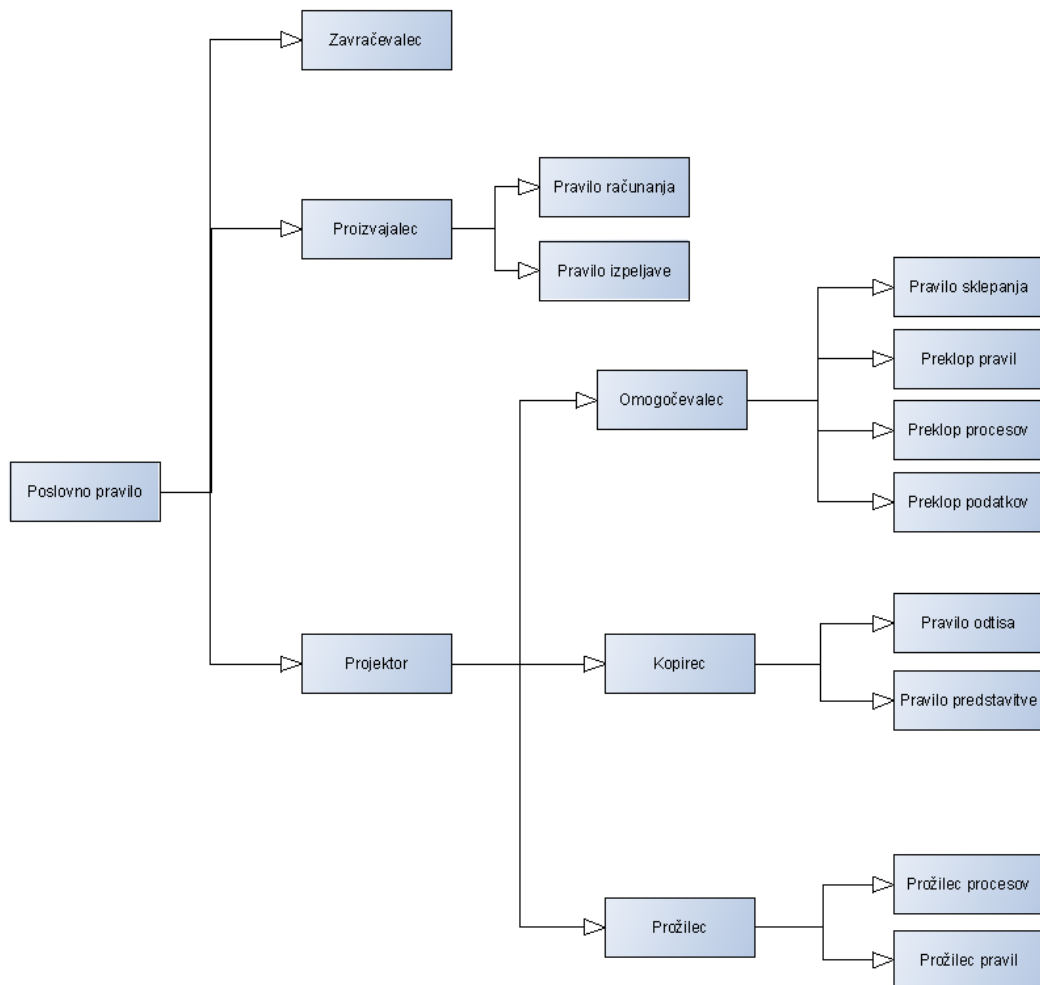 Zavračevalec
Pravilo računanja
Proizvajalec
Pravilo izpeljave
Pravilo sklepanja
Preklop pravil
Omogočevalec
Preklop procesov
Poslovno pravilo
Preklop podatkov
Pravilo odtisa
Projektor
Kopirec
Pravilo predstavitve
Prožilec procesov
Prožilec
Prožilec pravil